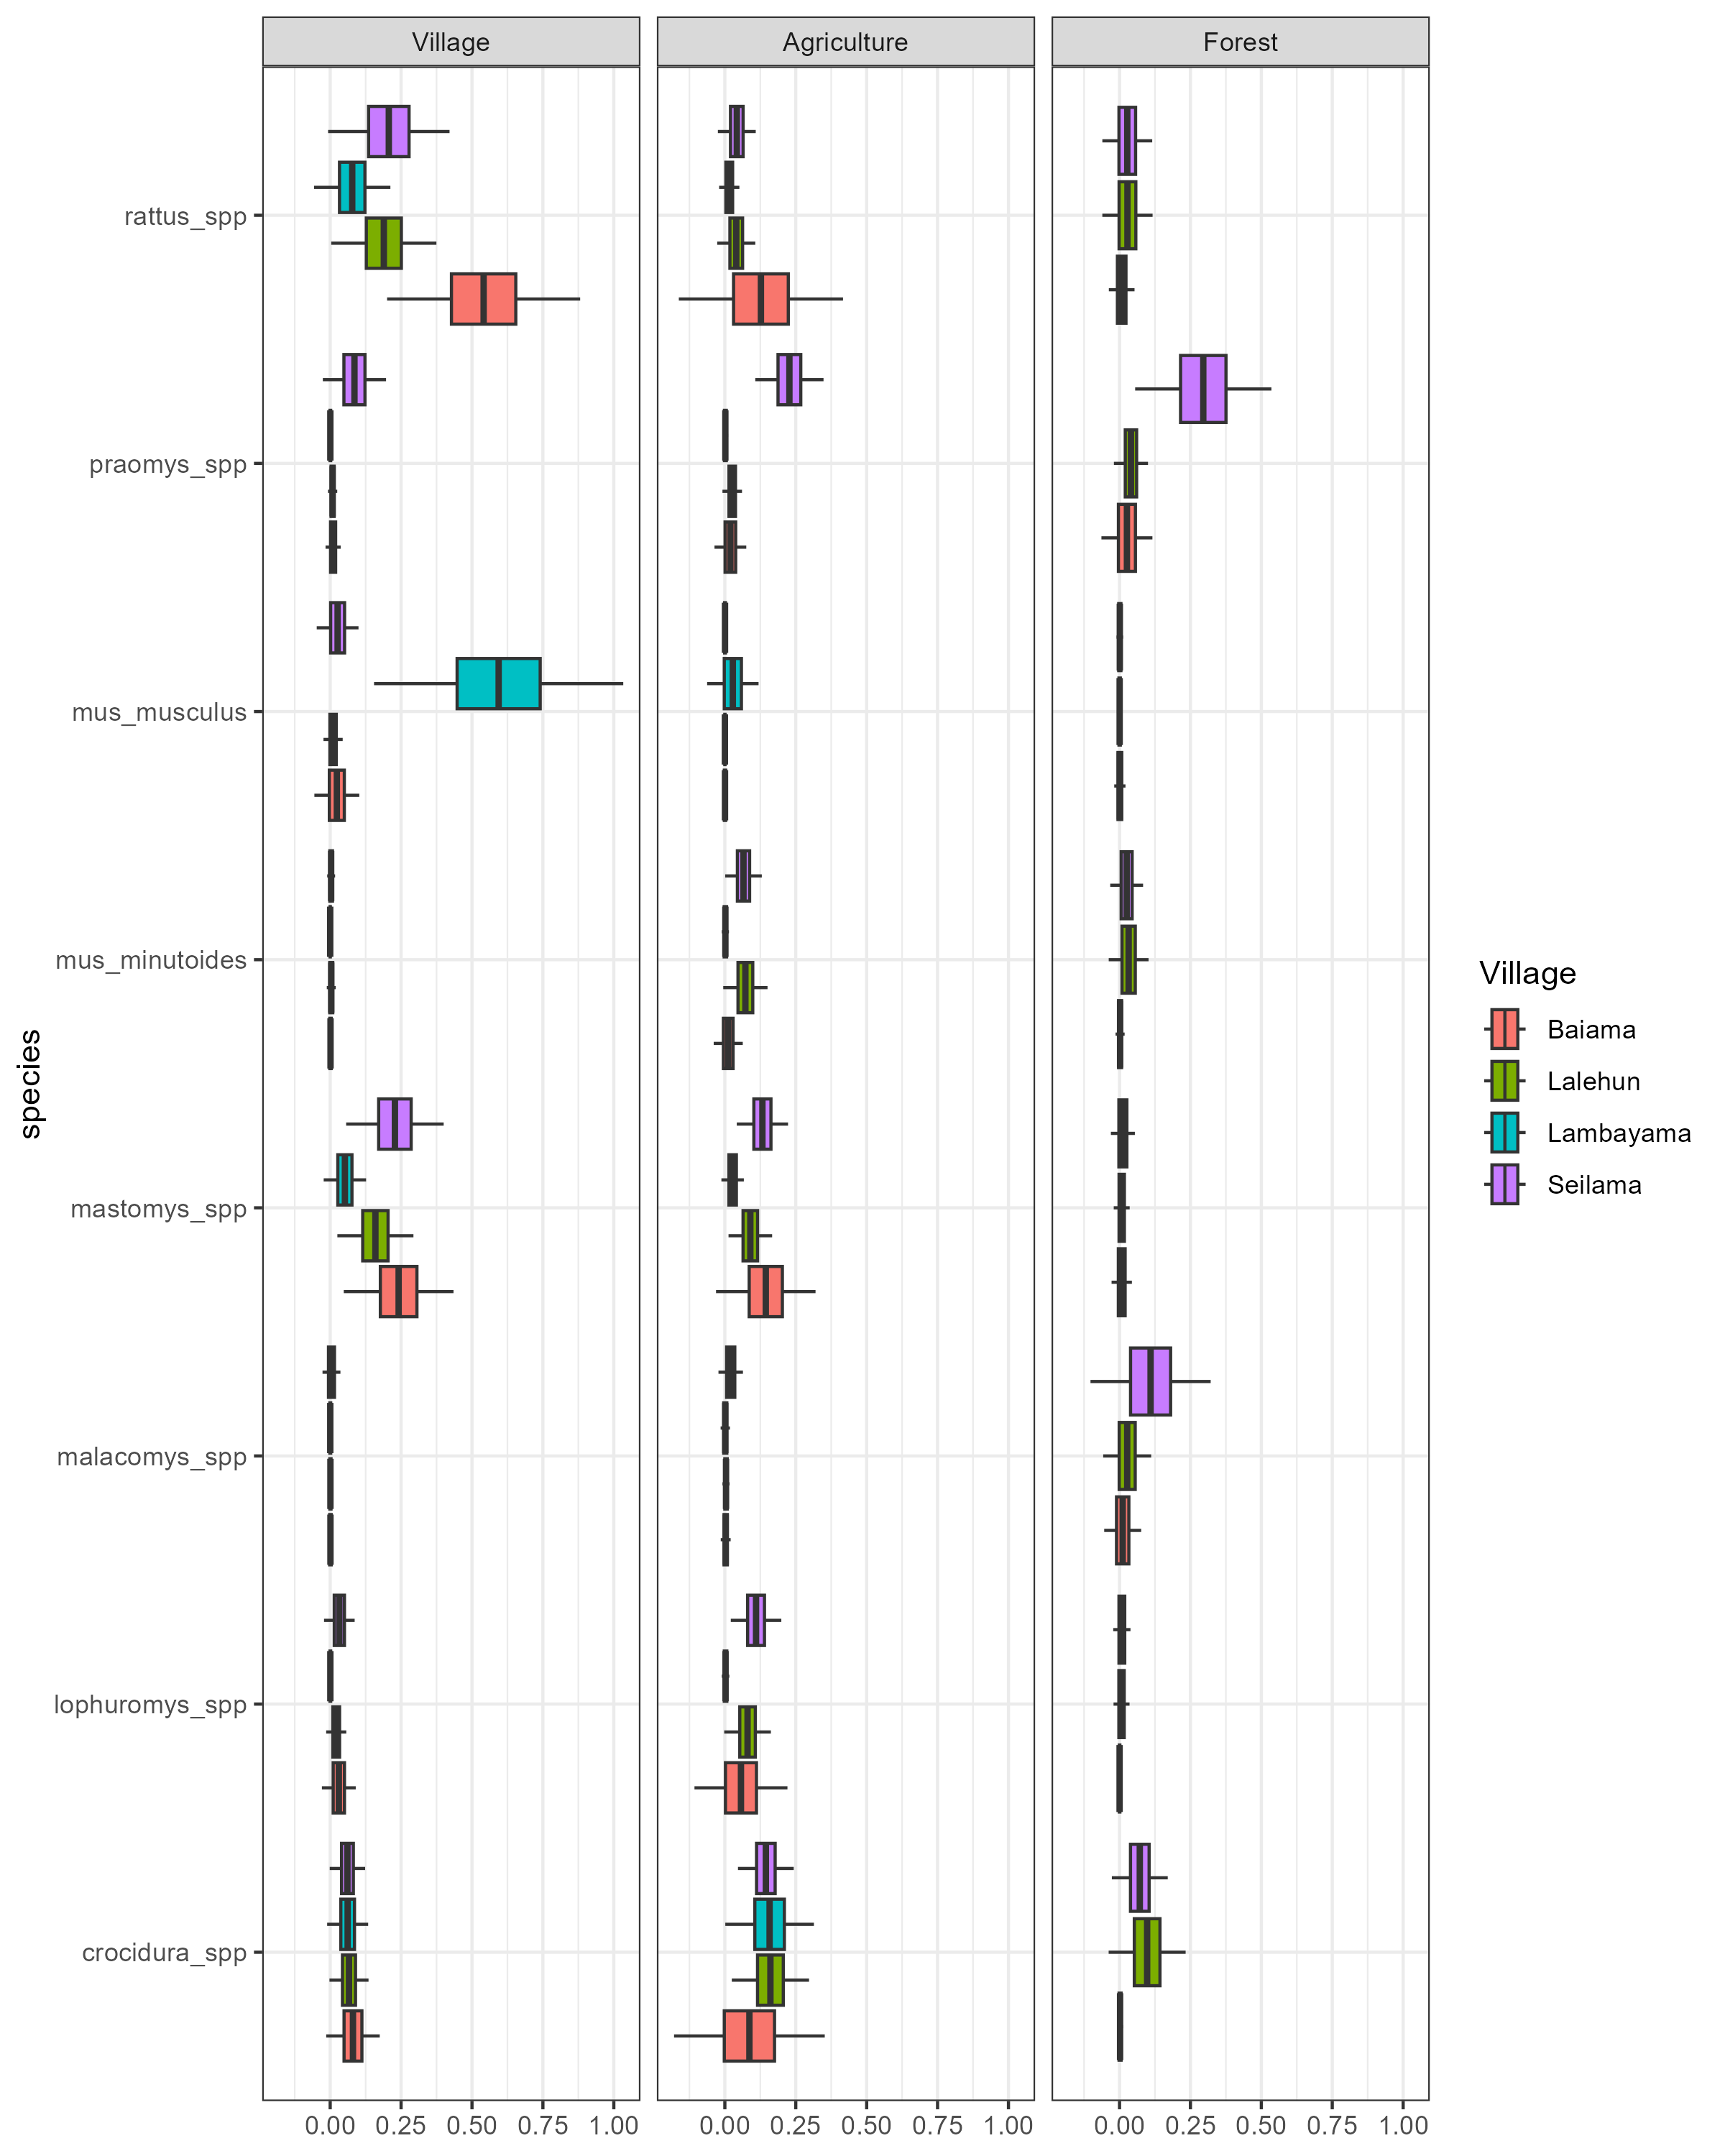 Village Agriculture Forest
rattus_spp
praomys_spp
mus_musculus
mus_minutoides
mastomys_spp
malacomys_spp
lophuromys_spp
crocidura_spp
species
0.00 0.25 0.50 0.75 1.00 0.00 0.25 0.50 0.75 1.00 0.00 0.25 0.50 0.75 1.00
Village
Baiama
Lalehun
Lambayama
Seilama